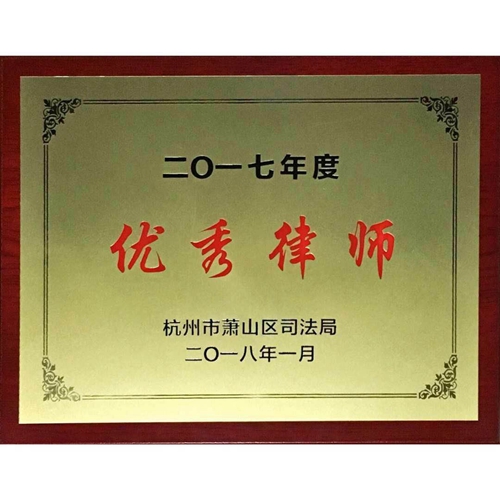 二〇一七年度
优秀律师
杭州市萧山区司法局
二〇一八年一月